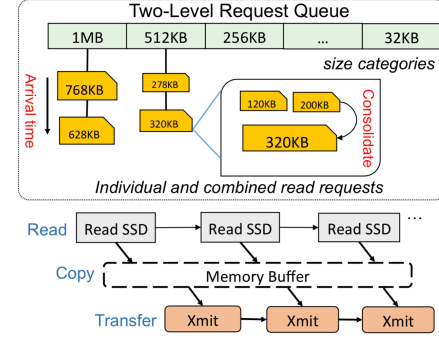 Two-Level Request Queue
1MB 512KB 256KB ... 32KB
size categories
Arrival time
768KB
628KB
278KB
320KB
120KB 200KB
320KB
Consolidate
Individual and combined read requests
Read Read SSD Read SSD Read SSD ...
Copy Memory Buffer
Transfer Xmit Xmit Xmit